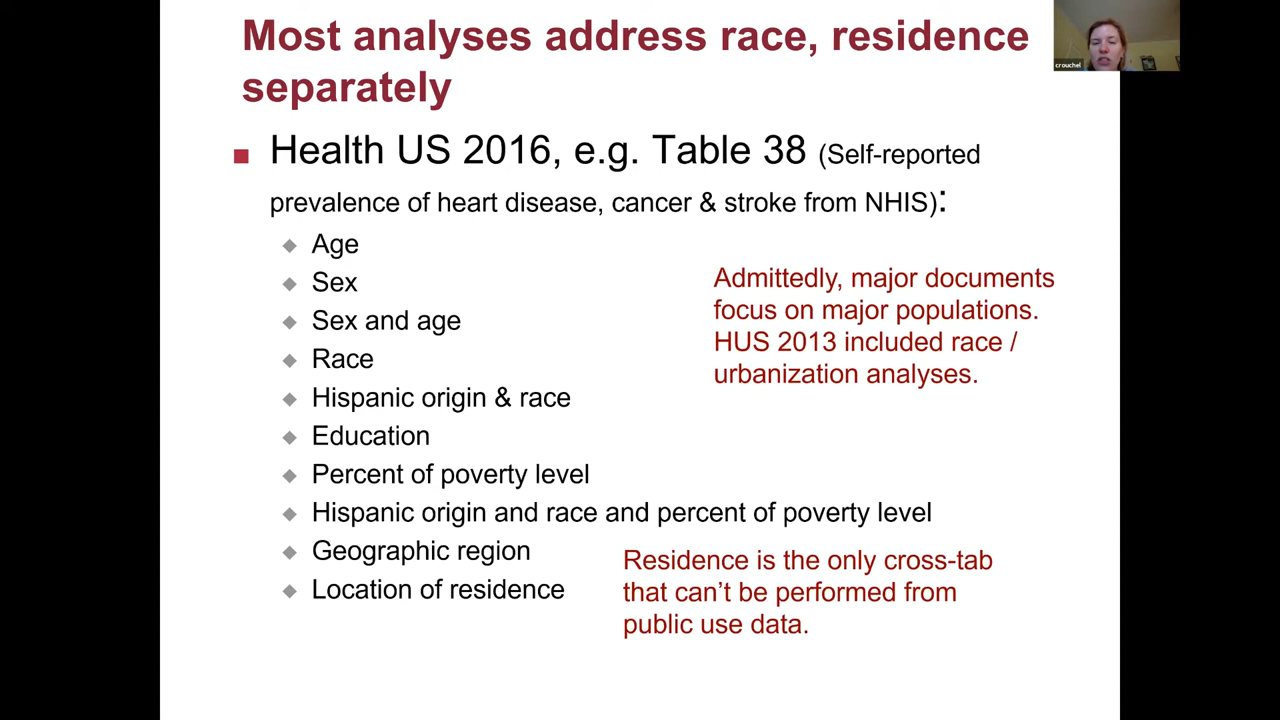 Most analyses address race, residence
separately
crouchel
Health US 2016, e.g. Table 38 (Self-reported
prevalence of heart disease, cancer & stroke from NHIS):
Age
Sex
Sex and age
Race
Hispanic origin & race
Education
Percent of poverty level
Hispanic origin and race and percent of poverty level
Geographic region
Location of residence
Admittedly, major documents
focus on major populations.
HUS 2013 included race /
urbanization analyses.
Residence is the only cross-tab
that can’t be performed from
public use data.